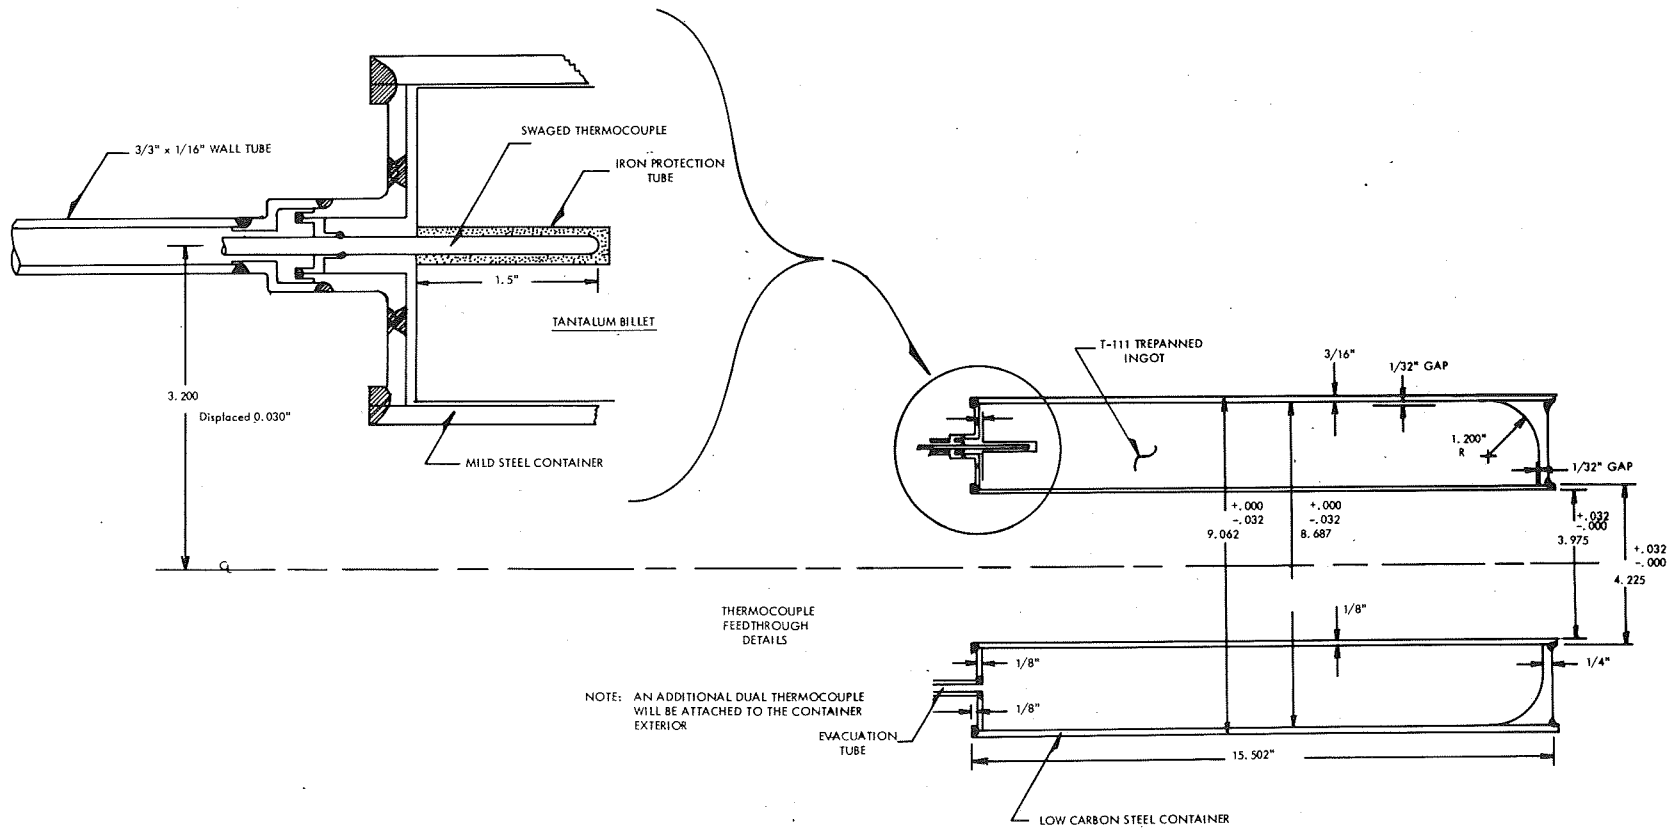 SWAGED THERMOCOUPLE
3/3" x 1/16" WALL TUBE
IRON PROTECTION
TUBE
1.5"
TANTALUM BILLET
3.200
Displaced 0.030"
MILD STEEL CONTAINER
C L
T-111 TREPANNED
INGOT
3/16"
1/32" GAP
1.200"
R
1/32" GAP
+.000
-.032
9.062
+.000
-.032
8.687
+.032
-.000
3.975
+.032
-.000
4.225
THERMOCOUPLE
FEEDTHROUGH
DETAILS
1/8"
1/8"
1/4"
NOTE: AN ADDITIONAL DUAL THERMOCOUPLE
WILL BE ATTACHED TO THE CONTAINER
EXTERIOR
1/8"
EVACUATION
TUBE
15.502"
LOW CARBON STEEL CONTAINER